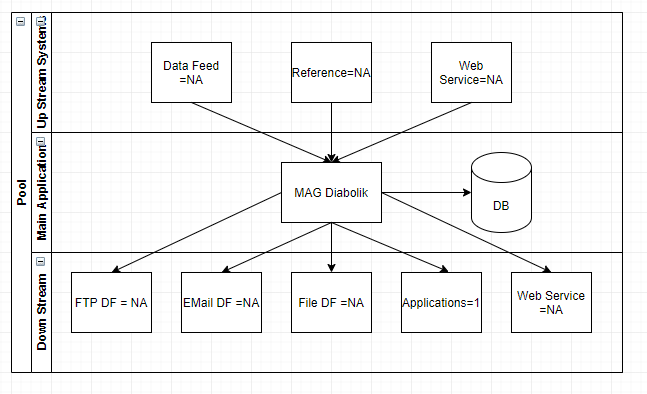 Pool
Up Stream System
Data Feed
=NA
Reference=NA
Web
Service=NA
Main Application
MAG Diabolik
DB
Down Stream
FTP DF = NA
EMail DF =NA
File DF =NA
Applications=1
Web Service
=NA